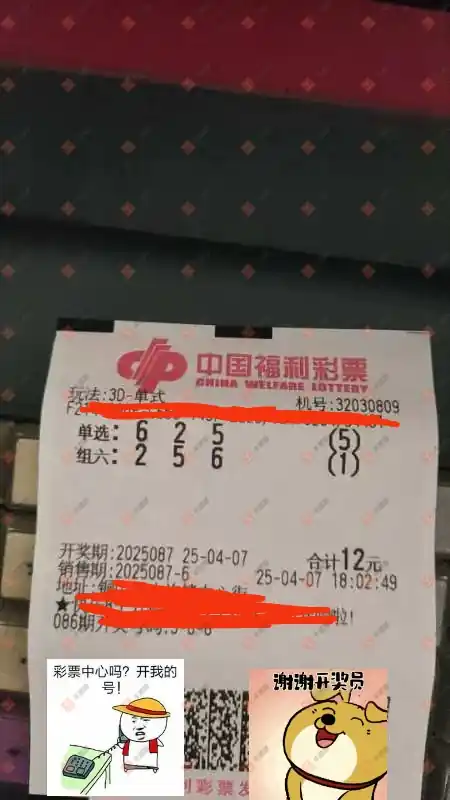 中国福利彩票
CHINA WELFARE LOTTERY
玩法:3D-单式 机号:32030809
单选: 6 2 5 (5)
组六: 2 5 6 (1)
开奖期:2025087 25-04-07 合计12元
销售期:2025087-6 25-04-07 18:02:49
地址:
啦!
086期开奖号码:
彩票中心吗?开我的
号!
谢谢开奖员
利彩票发